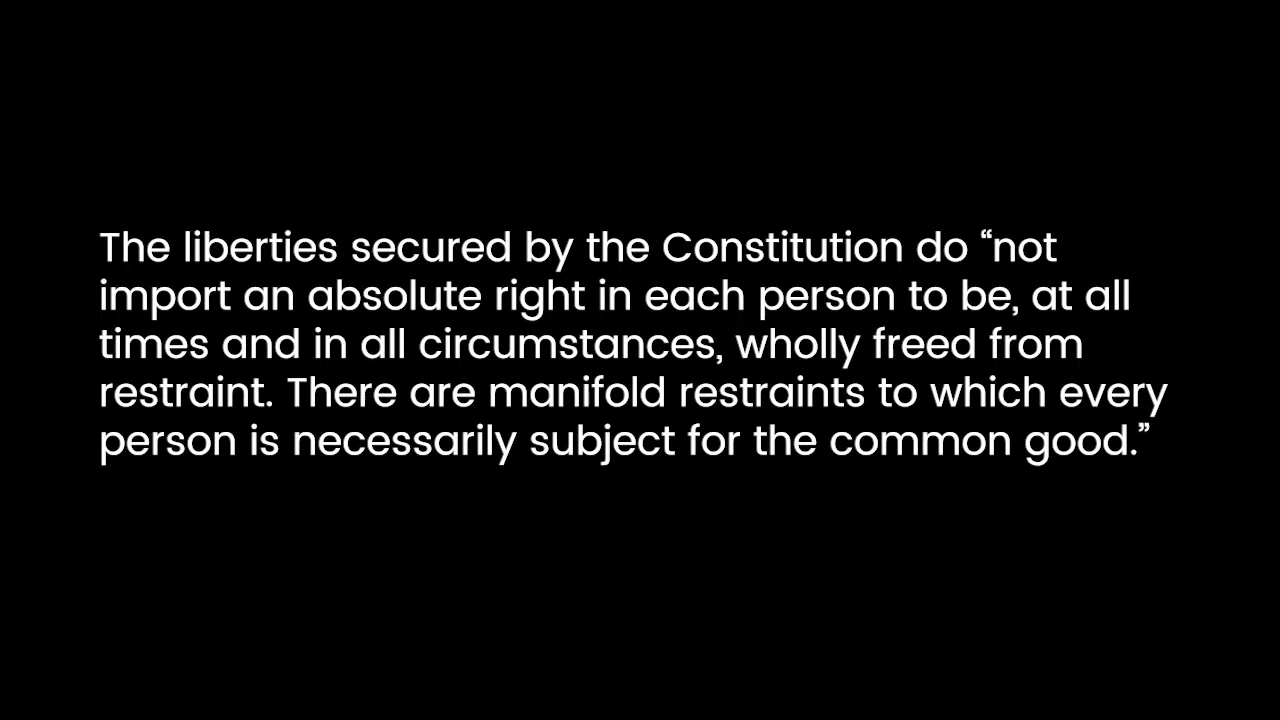 The liberties secured by the Constitution do “not
import an absolute right in each person to be, at all
times and in all circumstances, wholly freed from
restraint. There are manifold restraints to which every
person is necessarily subject for the common good.”